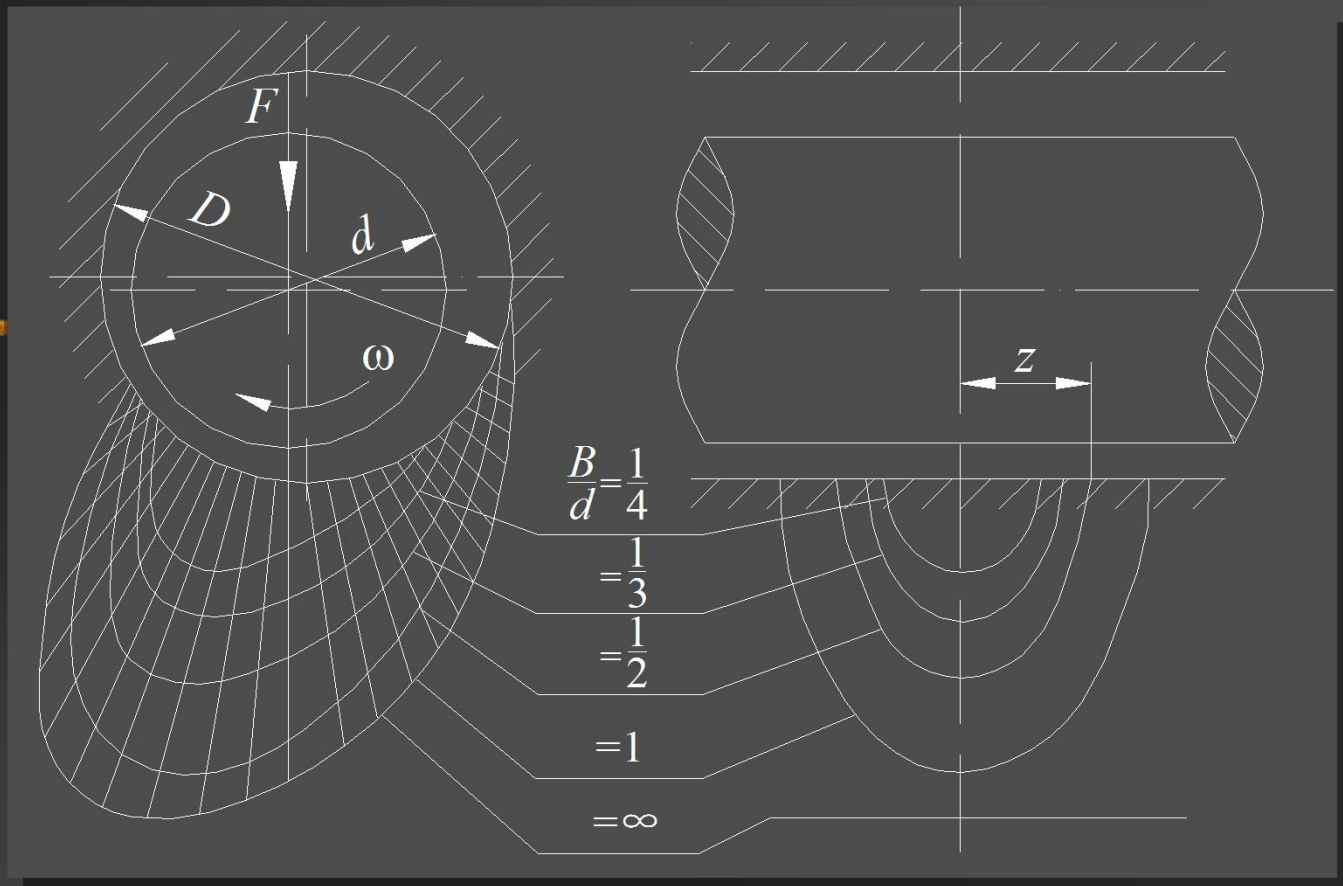 F
D
d
ω
z
B/d = 1/4
= 1/3
= 1/2
= 1
= ∞